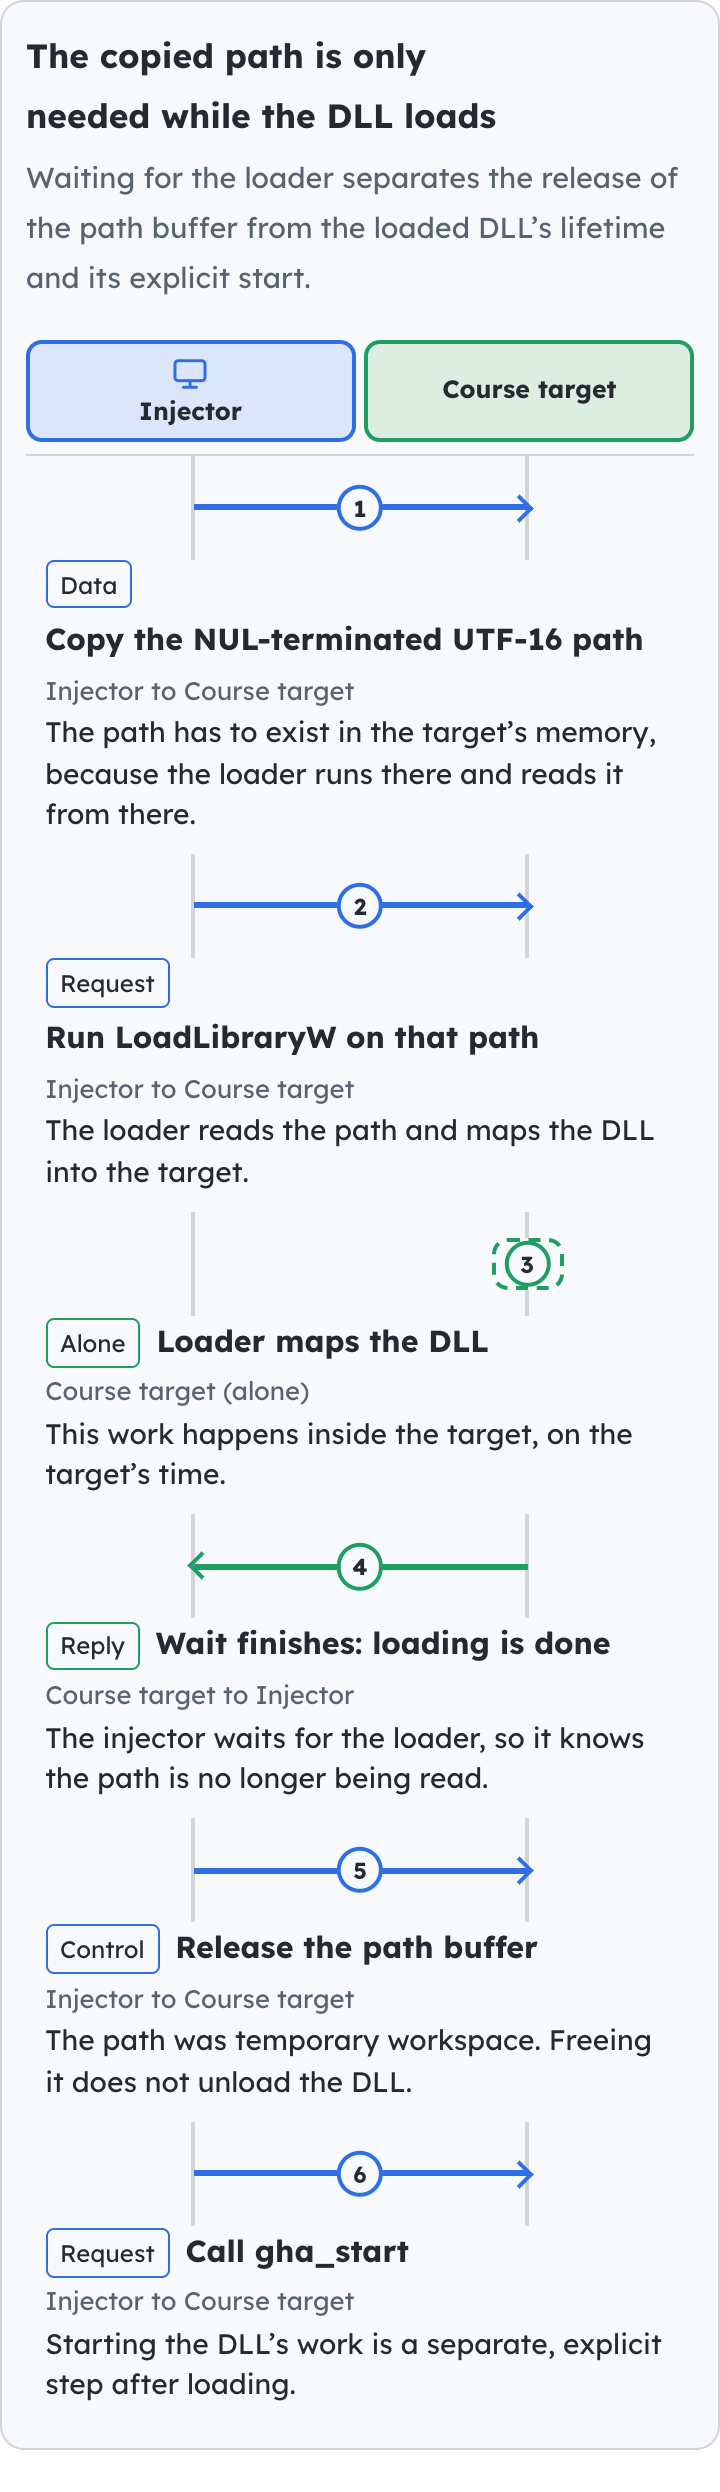 The copied path is only
needed while the DLL loads
Waiting for the loader separates the release of
the path buffer from the loaded DLL’s lifetime
and its explicit start.
Injector
Course target
1
Data
Copy the NUL-terminated UTF-16 path
Injector to Course target
The path has to exist in the target’s memory,
because the loader runs there and reads it
from there.
2
Request
Run LoadLibraryW on that path
Injector to Course target
The loader reads the path and maps the DLL
into the target.
3
Alone Loader maps the DLL
Course target (alone)
This work happens inside the target, on the
target’s time.
4
Reply Wait finishes: loading is done
Course target to Injector
The injector waits for the loader, so it knows
the path is no longer being read.
5
Control Release the path buffer
Injector to Course target
The path was temporary workspace. Freeing
it does not unload the DLL.
6
Request Call gha_start
Injector to Course target
Starting the DLL’s work is a separate, explicit
step after loading.